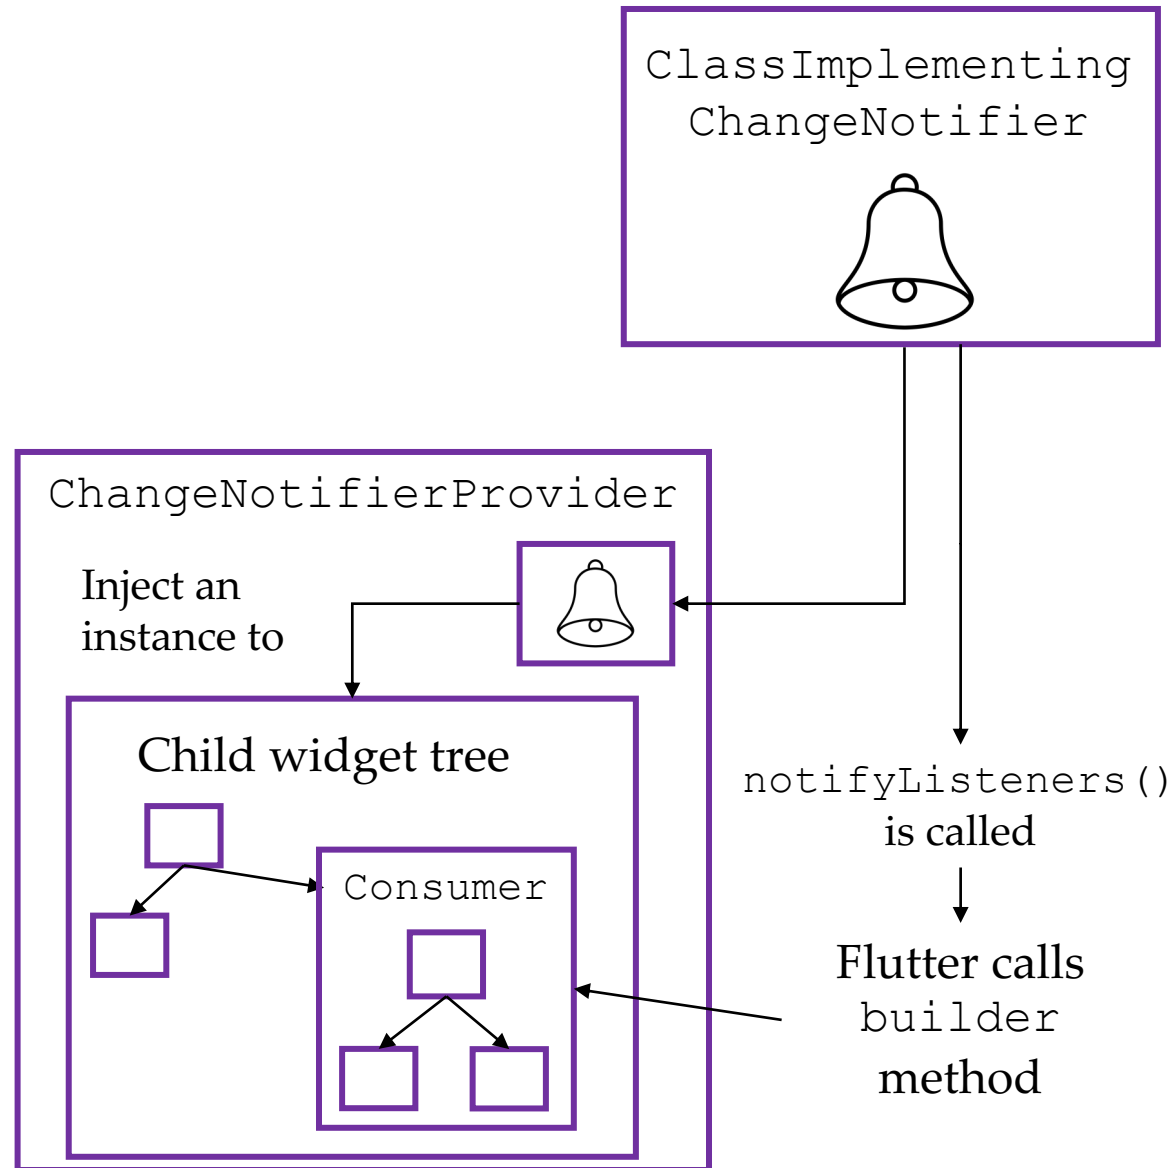 ClassImplementing
ChangeNotifier
ChangeNotifierProvider
Inject an
instance to
Child widget tree
Consumer
notifyListeners()
is called
Flutter calls
builder
method